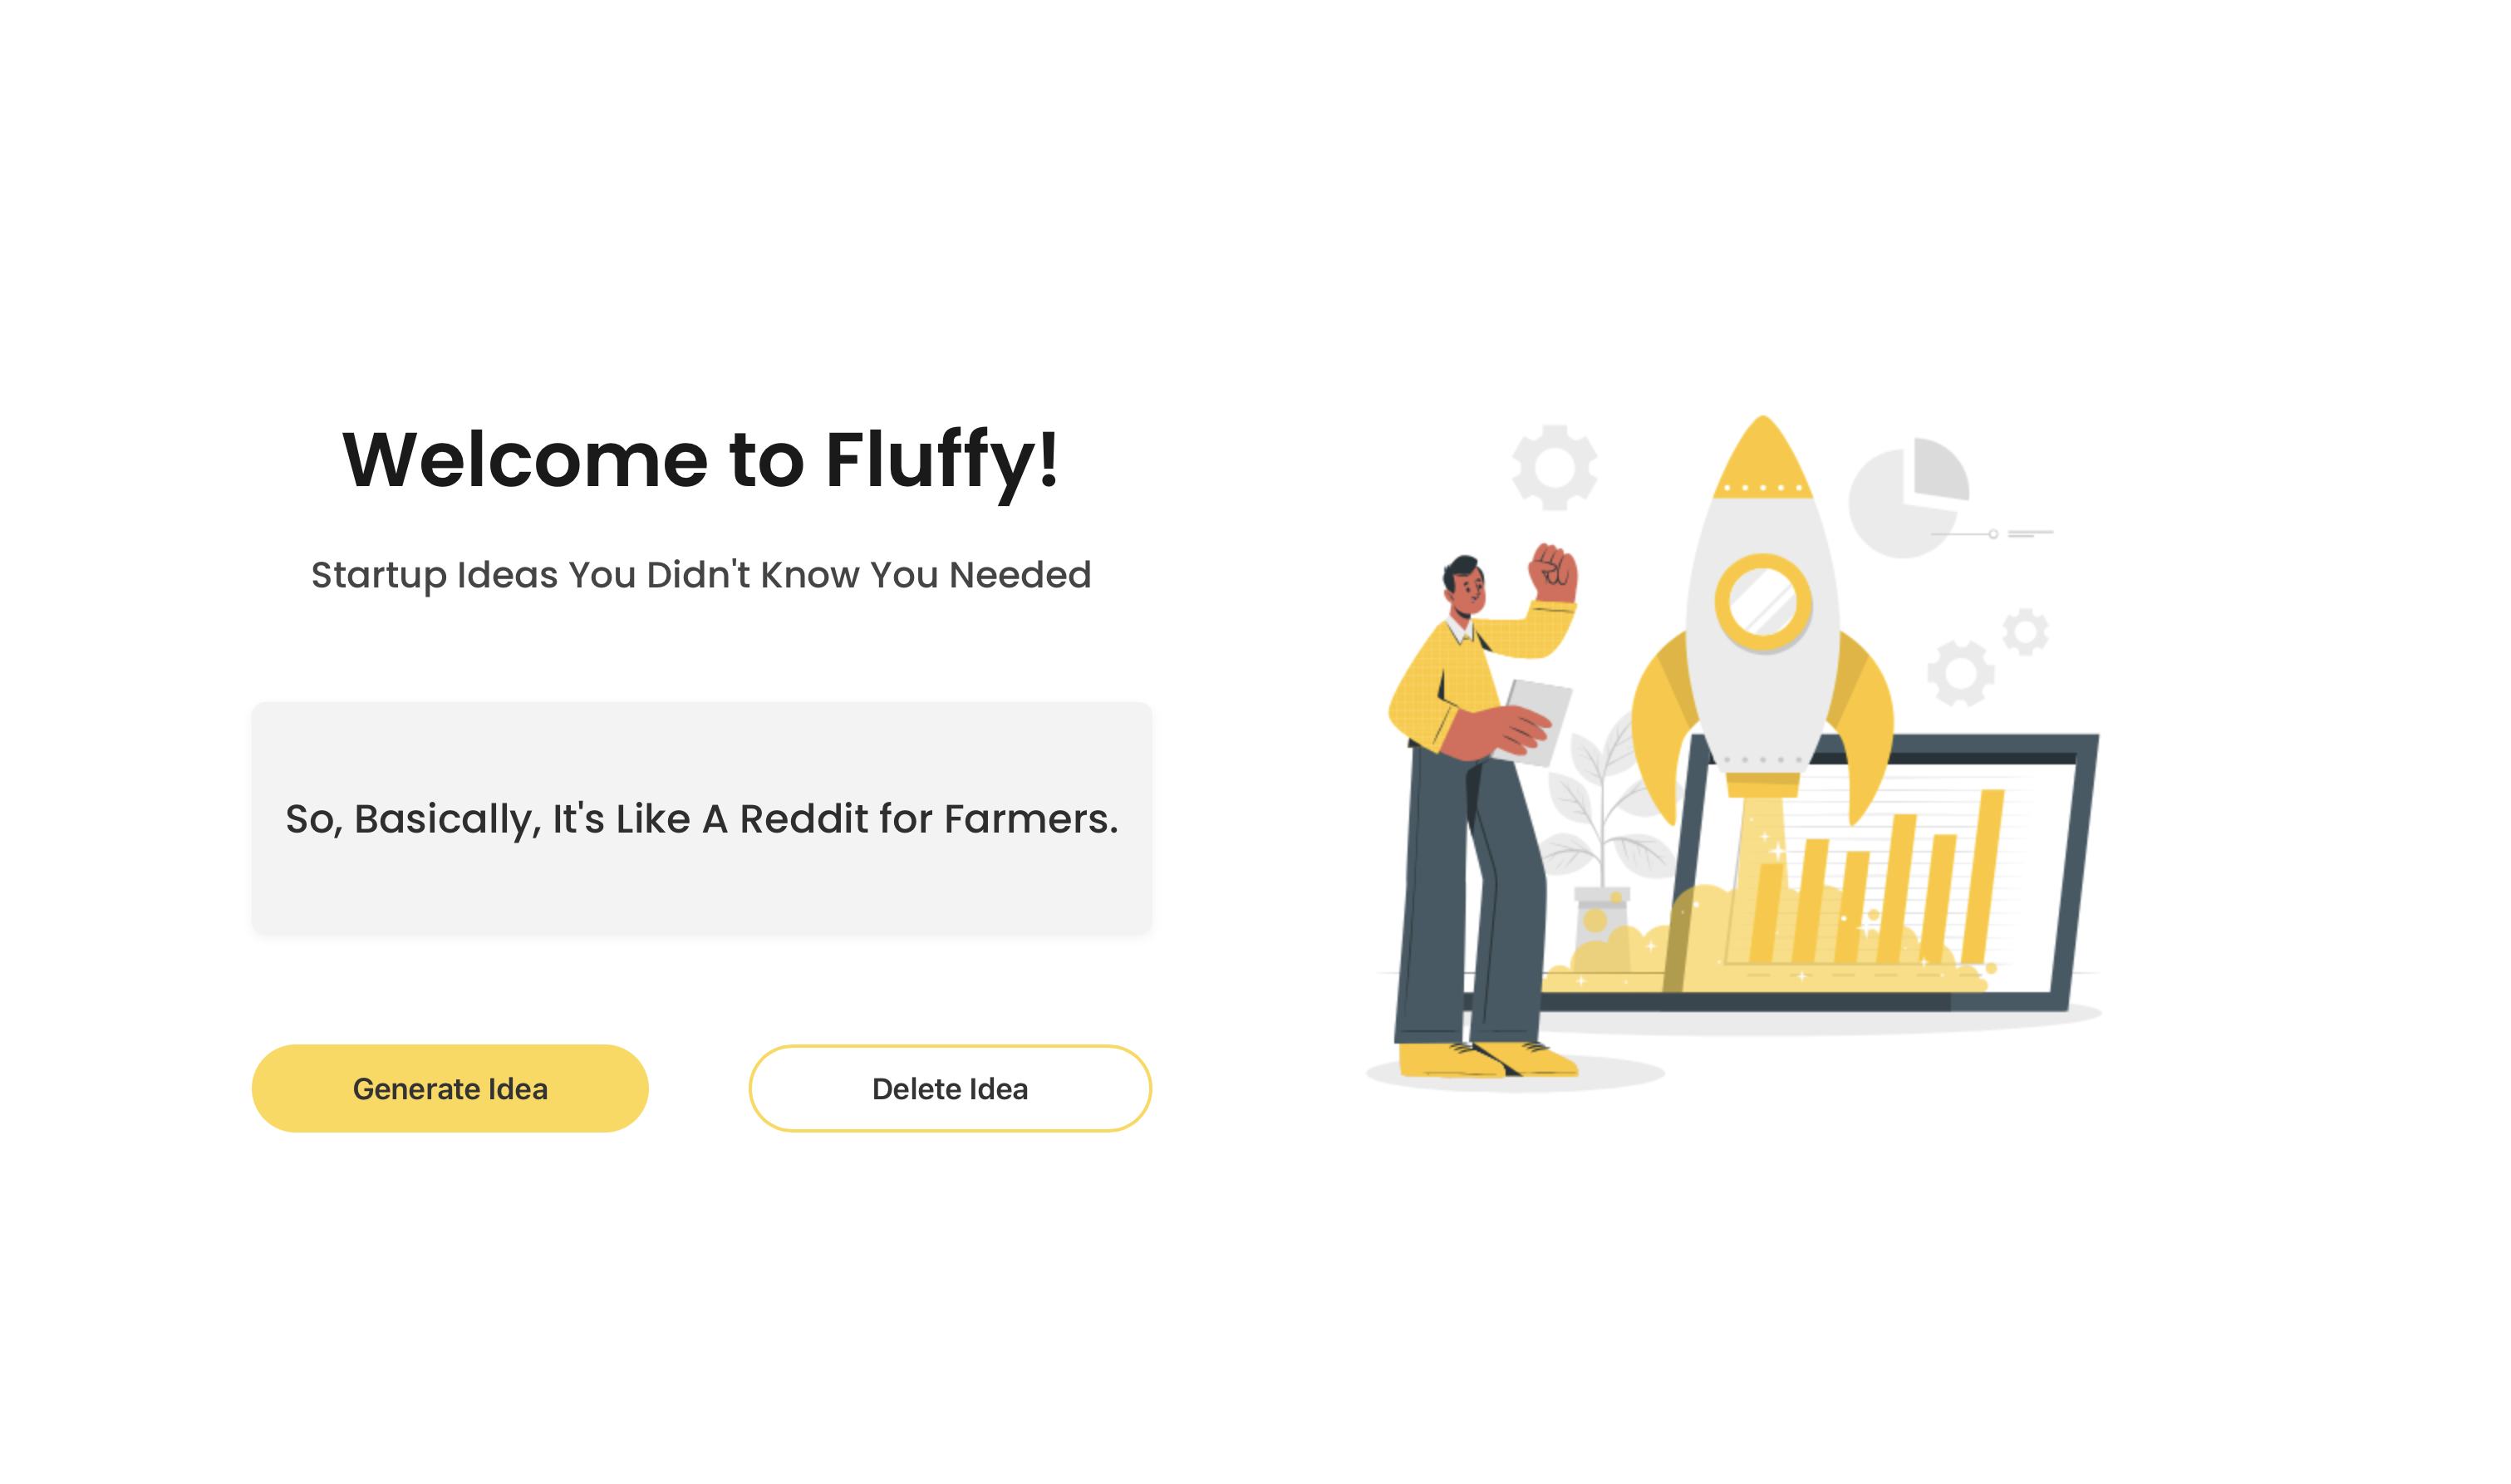 Welcome to Fluffy!
Startup Ideas You Didn't Know You Needed
So, Basically, It's Like A Reddit for Farmers.
Generate Idea
Delete Idea